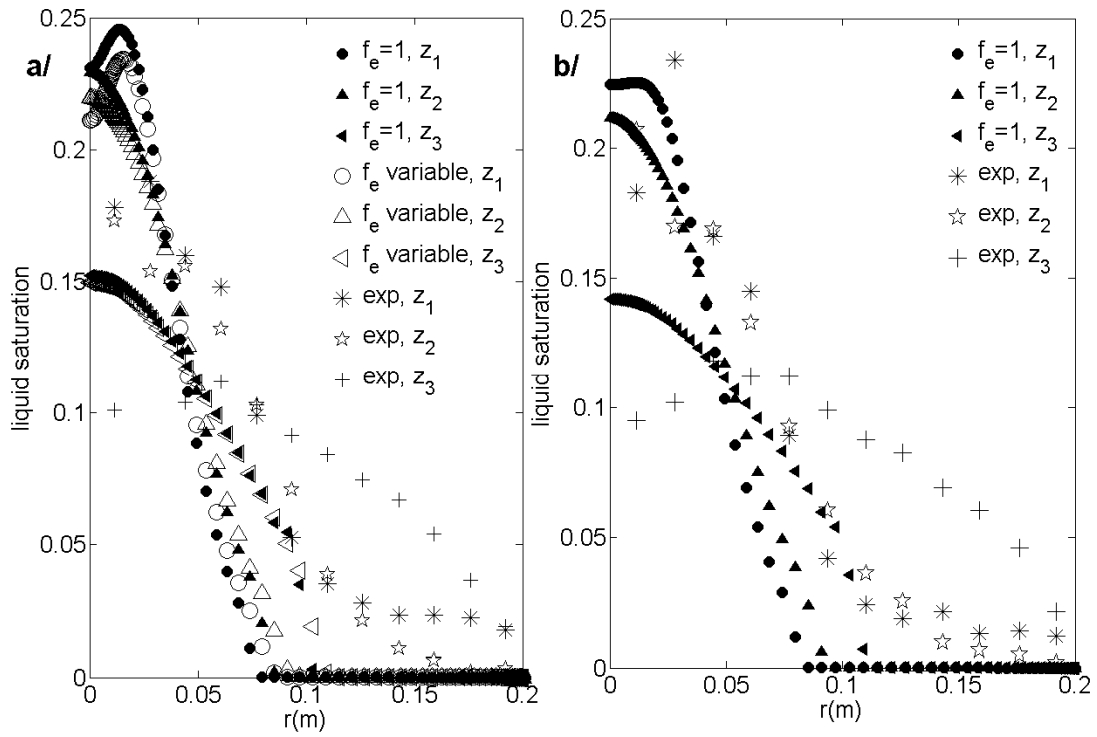 a/
0.25
0.2
0.15
0.1
0.05
0
liquid saturation
0
0.05
0.1
0.15
0.2
r(m)
f_e=1, z_1
f_e=1, z_2
f_e=1, z_3
f_e variable, z_1
f_e variable, z_2
f_e variable, z_3
exp, z_1
exp, z_2
exp, z_3
b/
0.25
0.2
0.15
0.1
0.05
0
liquid saturation
0
0.05
0.1
0.15
0.2
r(m)
f_e=1, z_1
f_e=1, z_2
f_e=1, z_3
exp, z_1
exp, z_2
exp, z_3